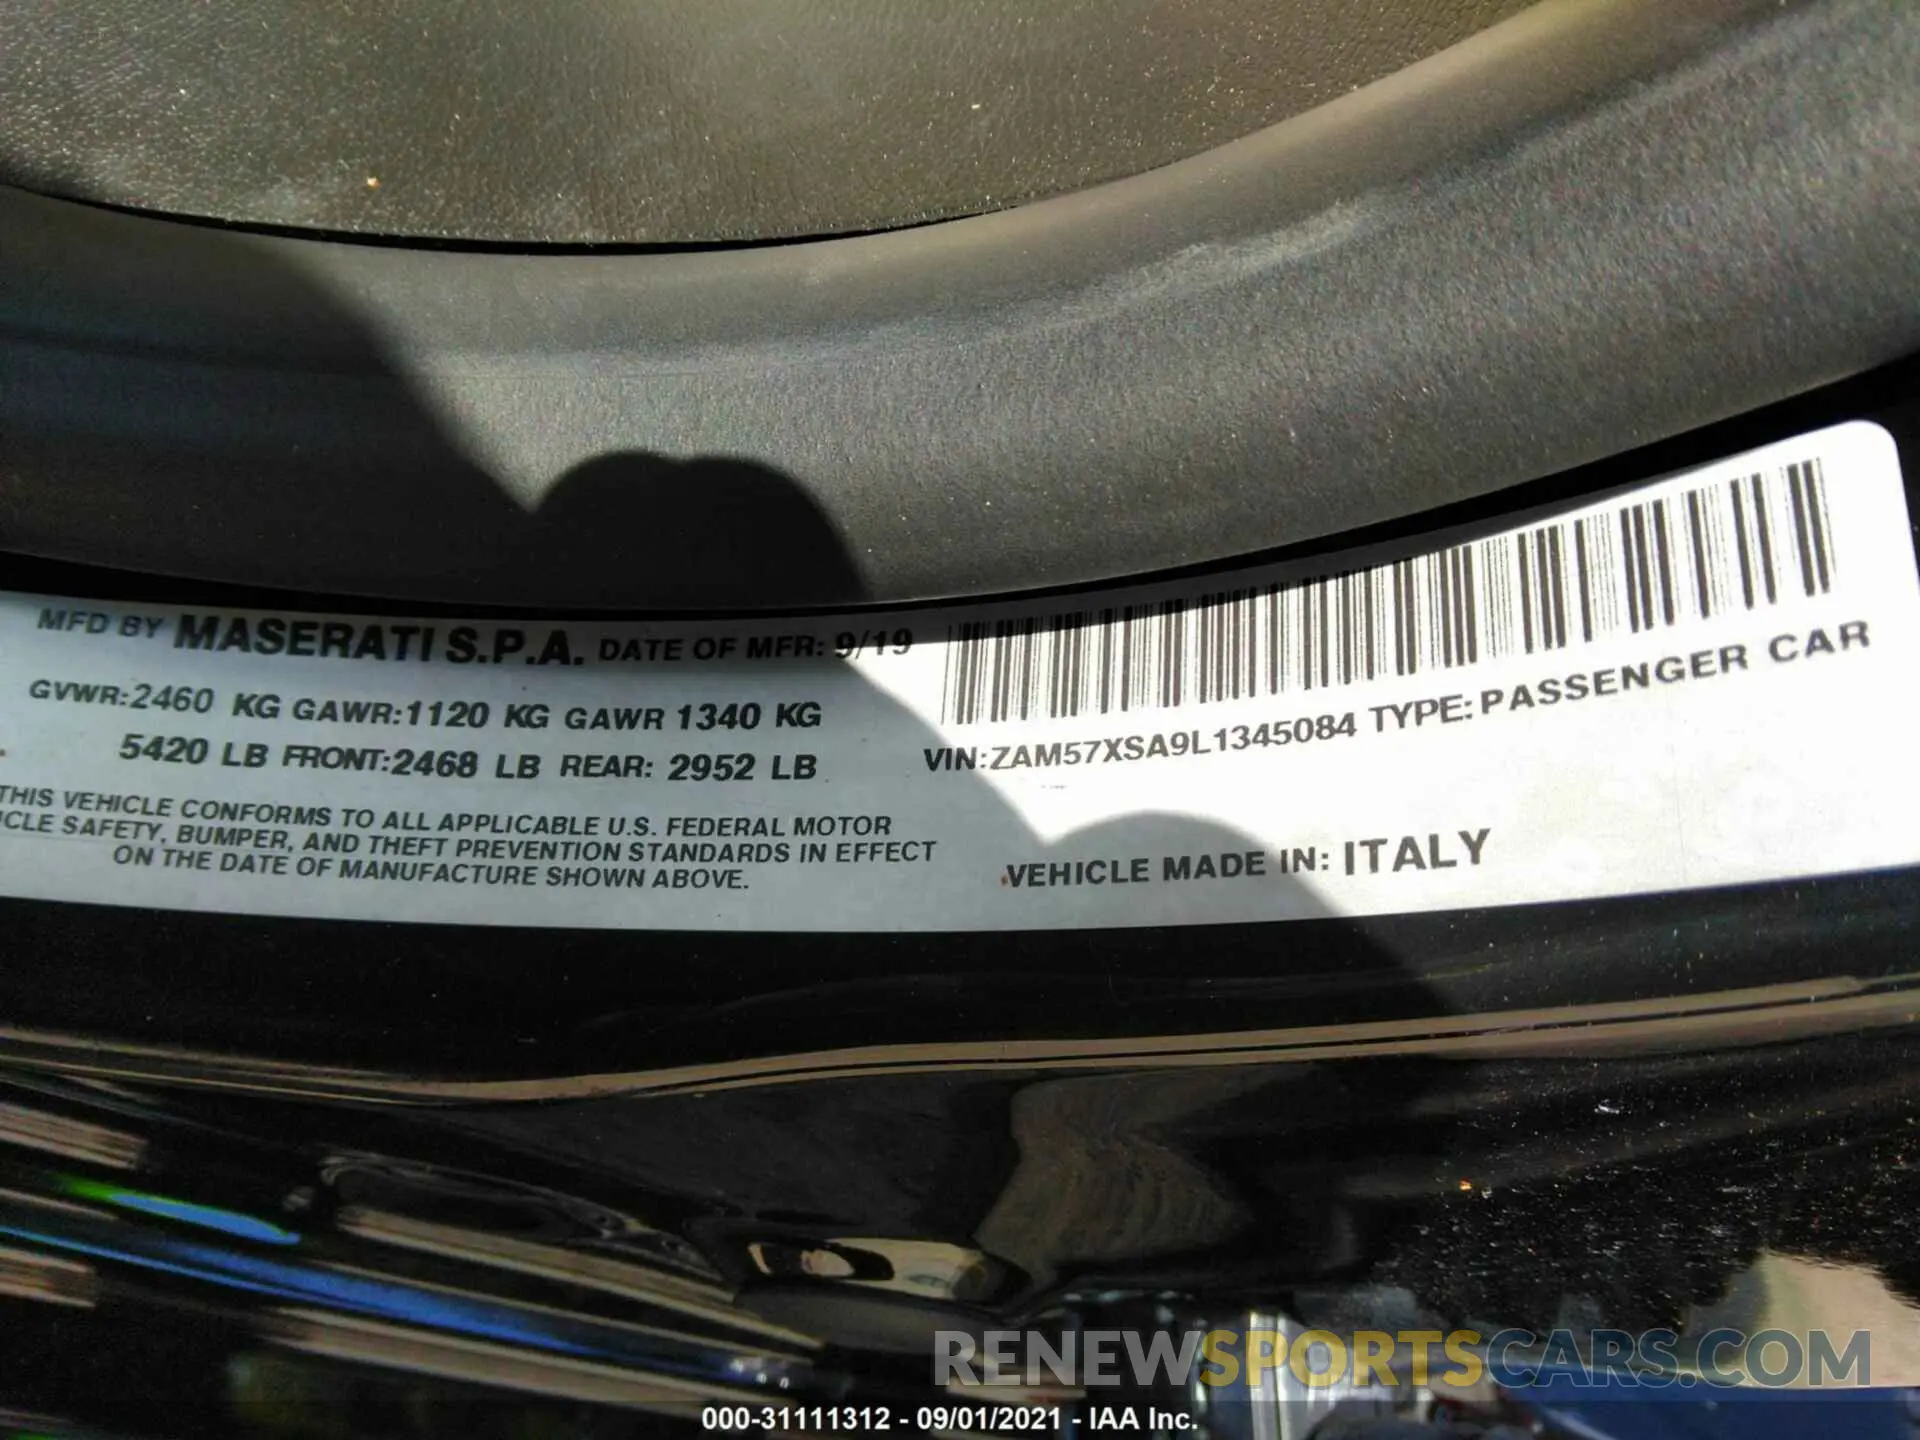 MFD BY MASERATI S.P.A. DATE OF MFR: 9/19
GVWR:2460 KG GAWR:1120 KG GAWR 1340 KG
5420 LB FRONT:2468 LB REAR: 2952 LB
THIS VEHICLE CONFORMS TO ALL APPLICABLE U.S. FEDERAL MOTOR
ICLE SAFETY, BUMPER, AND THEFT PREVENTION STANDARDS IN EFFECT
ON THE DATE OF MANUFACTURE SHOWN ABOVE.
VIN:ZAM57XSA9L1345084 TYPE:PASSENGER CAR
VEHICLE MADE IN: ITALY
RENEWSPORTSCARS.COM
000-31111312 - 09/01/2021 - IAA Inc.